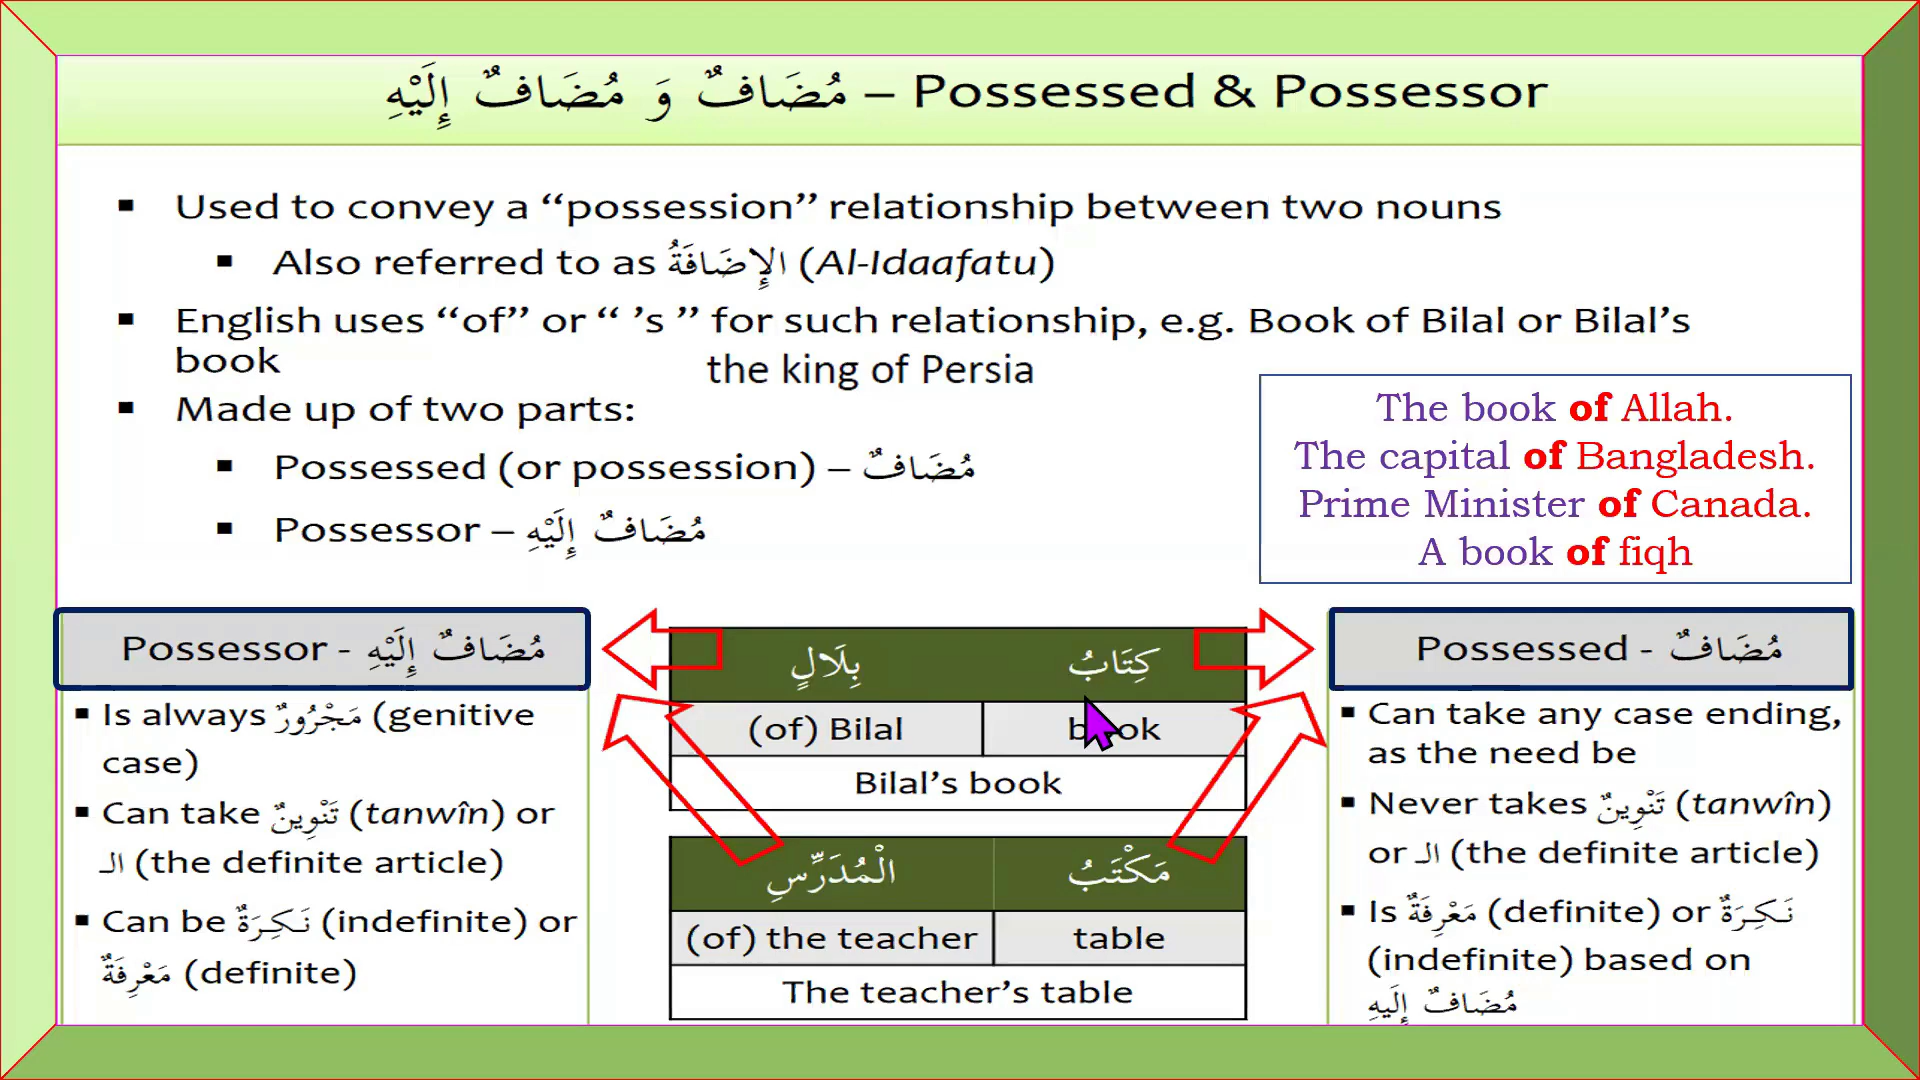 مُضَافٌ وَ مُضَافٌ إِلَيْهِ – Possessed & Possessor
▪ Used to convey a “possession” relationship between two nouns
▪ Also referred to as الإِضَافَةُ (Al-Idaafatu)
▪ English uses “of” or “ ’s ” for such relationship, e.g. Book of Bilal or Bilal’s
book
the king of Persia
▪ Made up of two parts:
▪ Possessed (or possession) – مُضَافٌ
▪ Possessor – مُضَافٌ إِلَيْهِ
The book of Allah.
The capital of Bangladesh.
Prime Minister of Canada.
A book of fiqh
Possessor - مُضَافٌ إِلَيْهِ
▪ Is always مَجْرُورٌ (genitive
case)
▪ Can take تَنْوِينٌ (tanwîn) or
الـ (the definite article)
▪ Can be نَكِرَةٌ (indefinite) or
مَعْرِفَةٌ (definite)
كِتَابُ بِلَالٍ
(of) Bilal book
Bilal’s book
مَكْتَبُ الْمُدَرِّسِ
(of) the teacher table
The teacher’s table
Possessed - مُضَافٌ
▪ Can take any case ending,
as the need be
▪ Never takes تَنْوِينٌ (tanwîn)
or الـ (the definite article)
▪ Is مَعْرِفَةٌ (definite) or نَكِرَةٌ
(indefinite) based on
مُضَافٌ إِلَيهِ